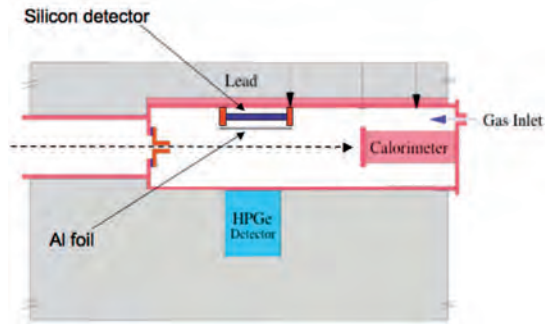 Silicon detector
Lead
Gas Inlet
Calorimeter
HPGe
Detector
Al foil